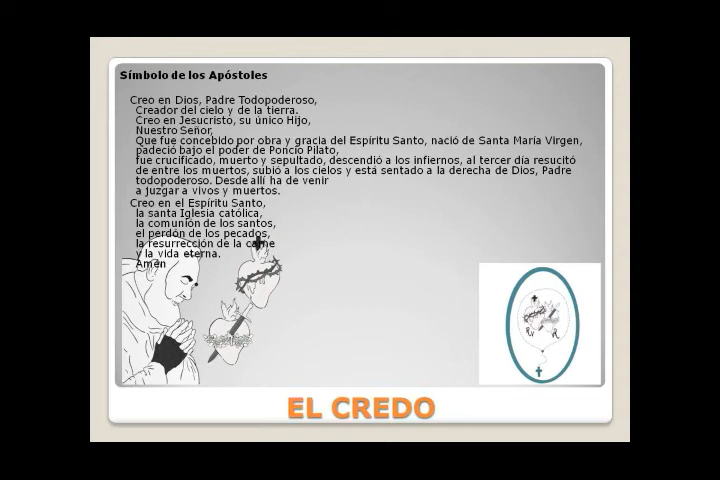 Símbolo de los Apóstoles
Creo en Dios, Padre Todopoderoso,
Creador del cielo y de la tierra.
Creo en Jesucristo, su único Hijo,
Nuestro Señor,
Que fue concebido por obra y gracia del Espíritu Santo, nació de Santa María Virgen,
padeció bajo el poder de Poncio Pilato,
fue crucificado, muerto y sepultado, descendió a los infiernos, al tercer día resucitó
de entre los muertos, subió a los cielos y está sentado a la derecha de Dios, Padre
todopoderoso. Desde allí ha de venir
a juzgar a vivos y muertos.
Creo en el Espíritu Santo,
la santa Iglesia católica,
la comunión de los santos,
el perdón de los pecados,
la resurrección de la carne
y la vida eterna.
Amén
EL CREDO